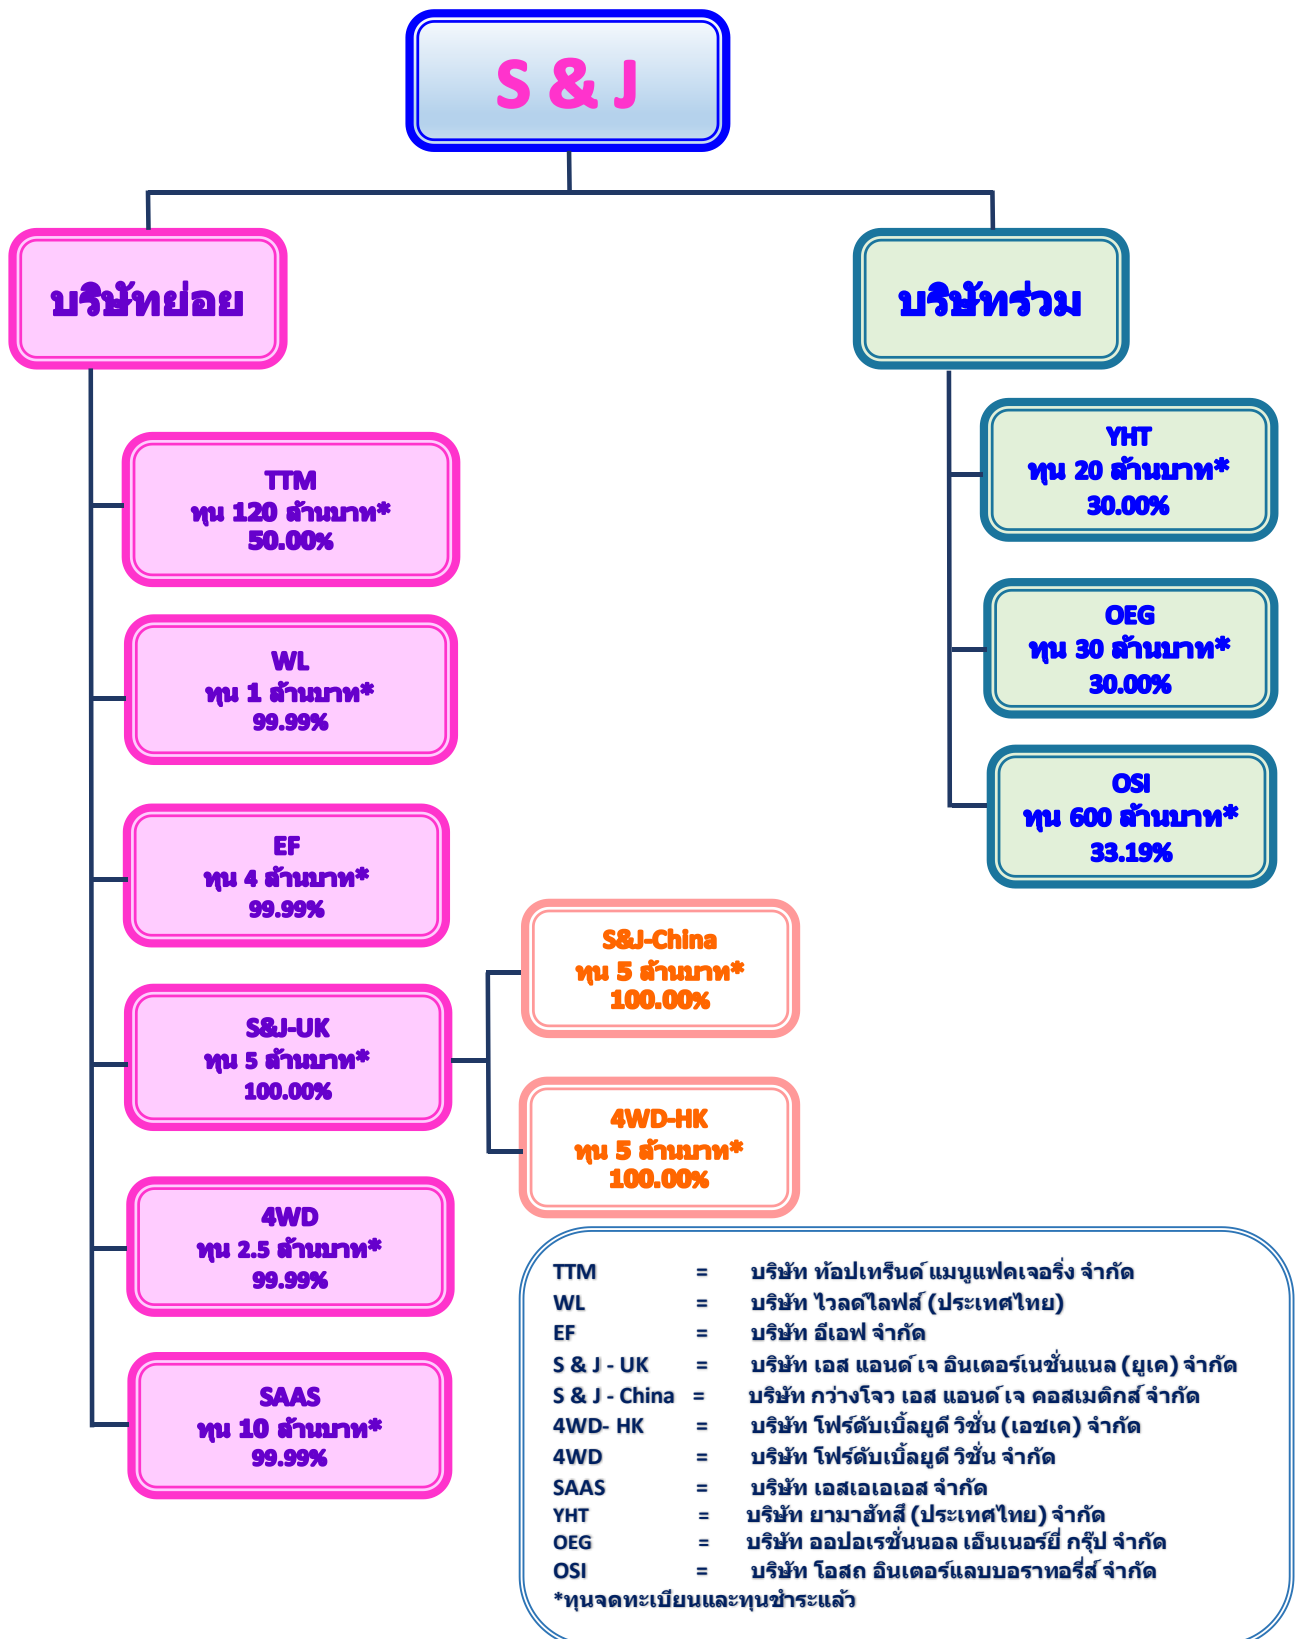 S & J
บริษัทย่อย
บริษัทร่วม
TTM
ทุน 120 ล้านบาท*
50.00%
WL
ทุน 1 ล้านบาท*
99.99%
EF
ทุน 4 ล้านบาท*
99.99%
S&J-UK
ทุน 5 ล้านบาท*
100.00%
S&J-China
ทุน 5 ล้านบาท*
100.00%
4WD-HK
ทุน 5 ล้านบาท*
100.00%
4WD
ทุน 2.5 ล้านบาท*
99.99%
SAAS
ทุน 10 ล้านบาท*
99.99%
YHT
ทุน 20 ล้านบาท*
30.00%
OEG
ทุน 30 ล้านบาท*
30.00%
OSI
ทุน 600 ล้านบาท*
33.19%
TTM = บริษัท ท้อปเทร็นด์ แมนูแฟคเจอริ่ง จำกัด
WL = บริษัท ไวลด์ไลฟส์ (ประเทศไทย)
EF = บริษัท อีเอฟ จำกัด
S & J - UK = บริษัท เอส แอนด์ เจ อินเตอร์เนชั่นแนล (ยูเค) จำกัด
S & J - China = บริษัท กว่างโจว เอส แอนด์ เจ คอสเมติกส์ จำกัด
4WD- HK = บริษัท โฟร์ดับเบิ้ลยูดี วิชั่น (เอชเค) จำกัด
4WD = บริษัท โฟร์ดับเบิ้ลยูดี วิชั่น จำกัด
SAAS = บริษัท เอสเอเอเอส จำกัด
YHT = บริษัท ยามาฮัทสึ (ประเทศไทย) จำกัด
OEG = บริษัท ออปอเรชั่นนอล เอ็นเนอร์ยี่ กรุ๊ป จำกัด
OSI = บริษัท โอสถ อินเตอร์แลบบอราทอรี่ส์ จำกัด
*ทุนจดทะเบียนและทุนชำระแล้ว